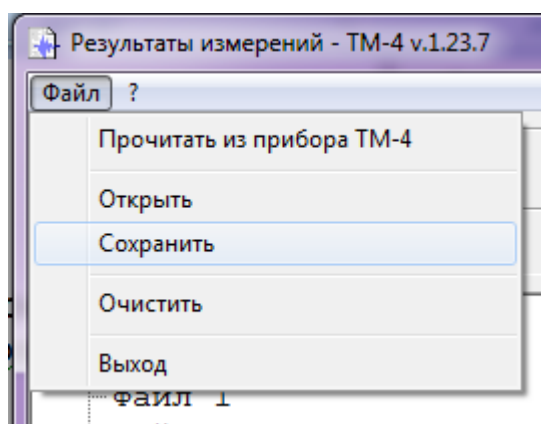 Результаты измерений - ТМ-4 v.1.23.7
Файл ?
Прочитать из прибора ТМ-4
Открыть
Сохранить
Очистить
Выход
Файл 1